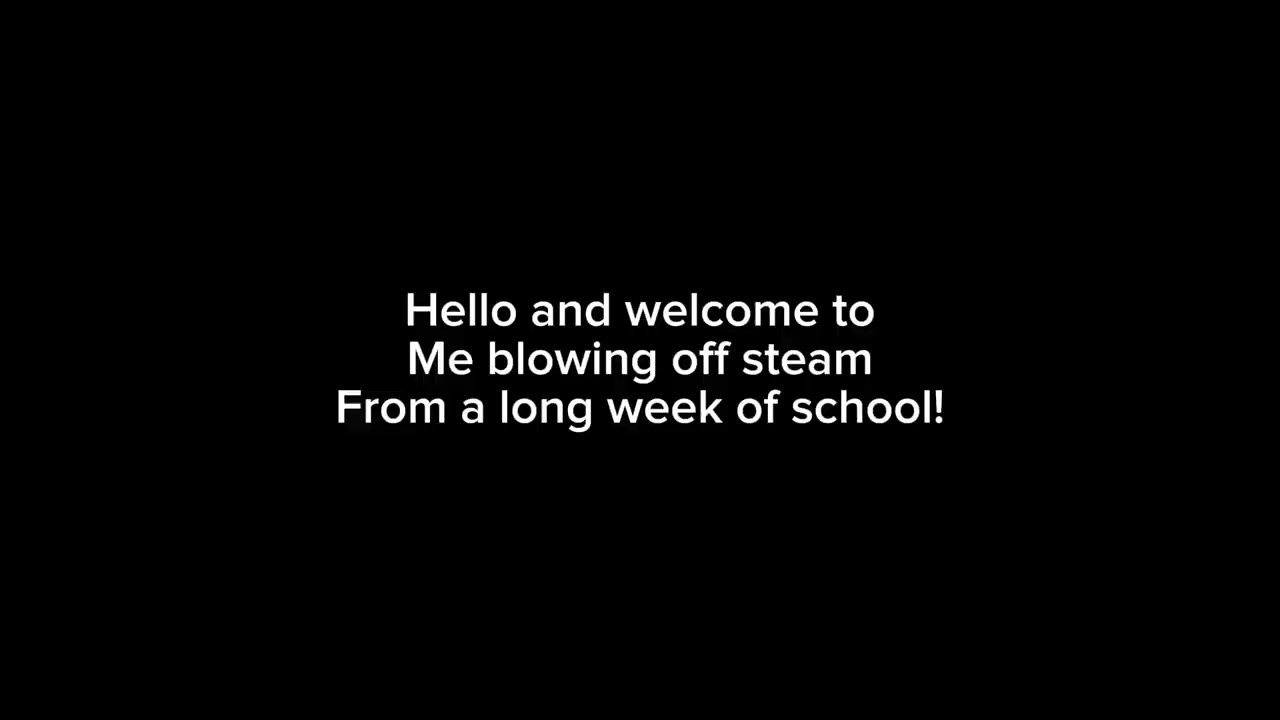 Hello and welcome to
Me blowing off steam
From a long week of school!